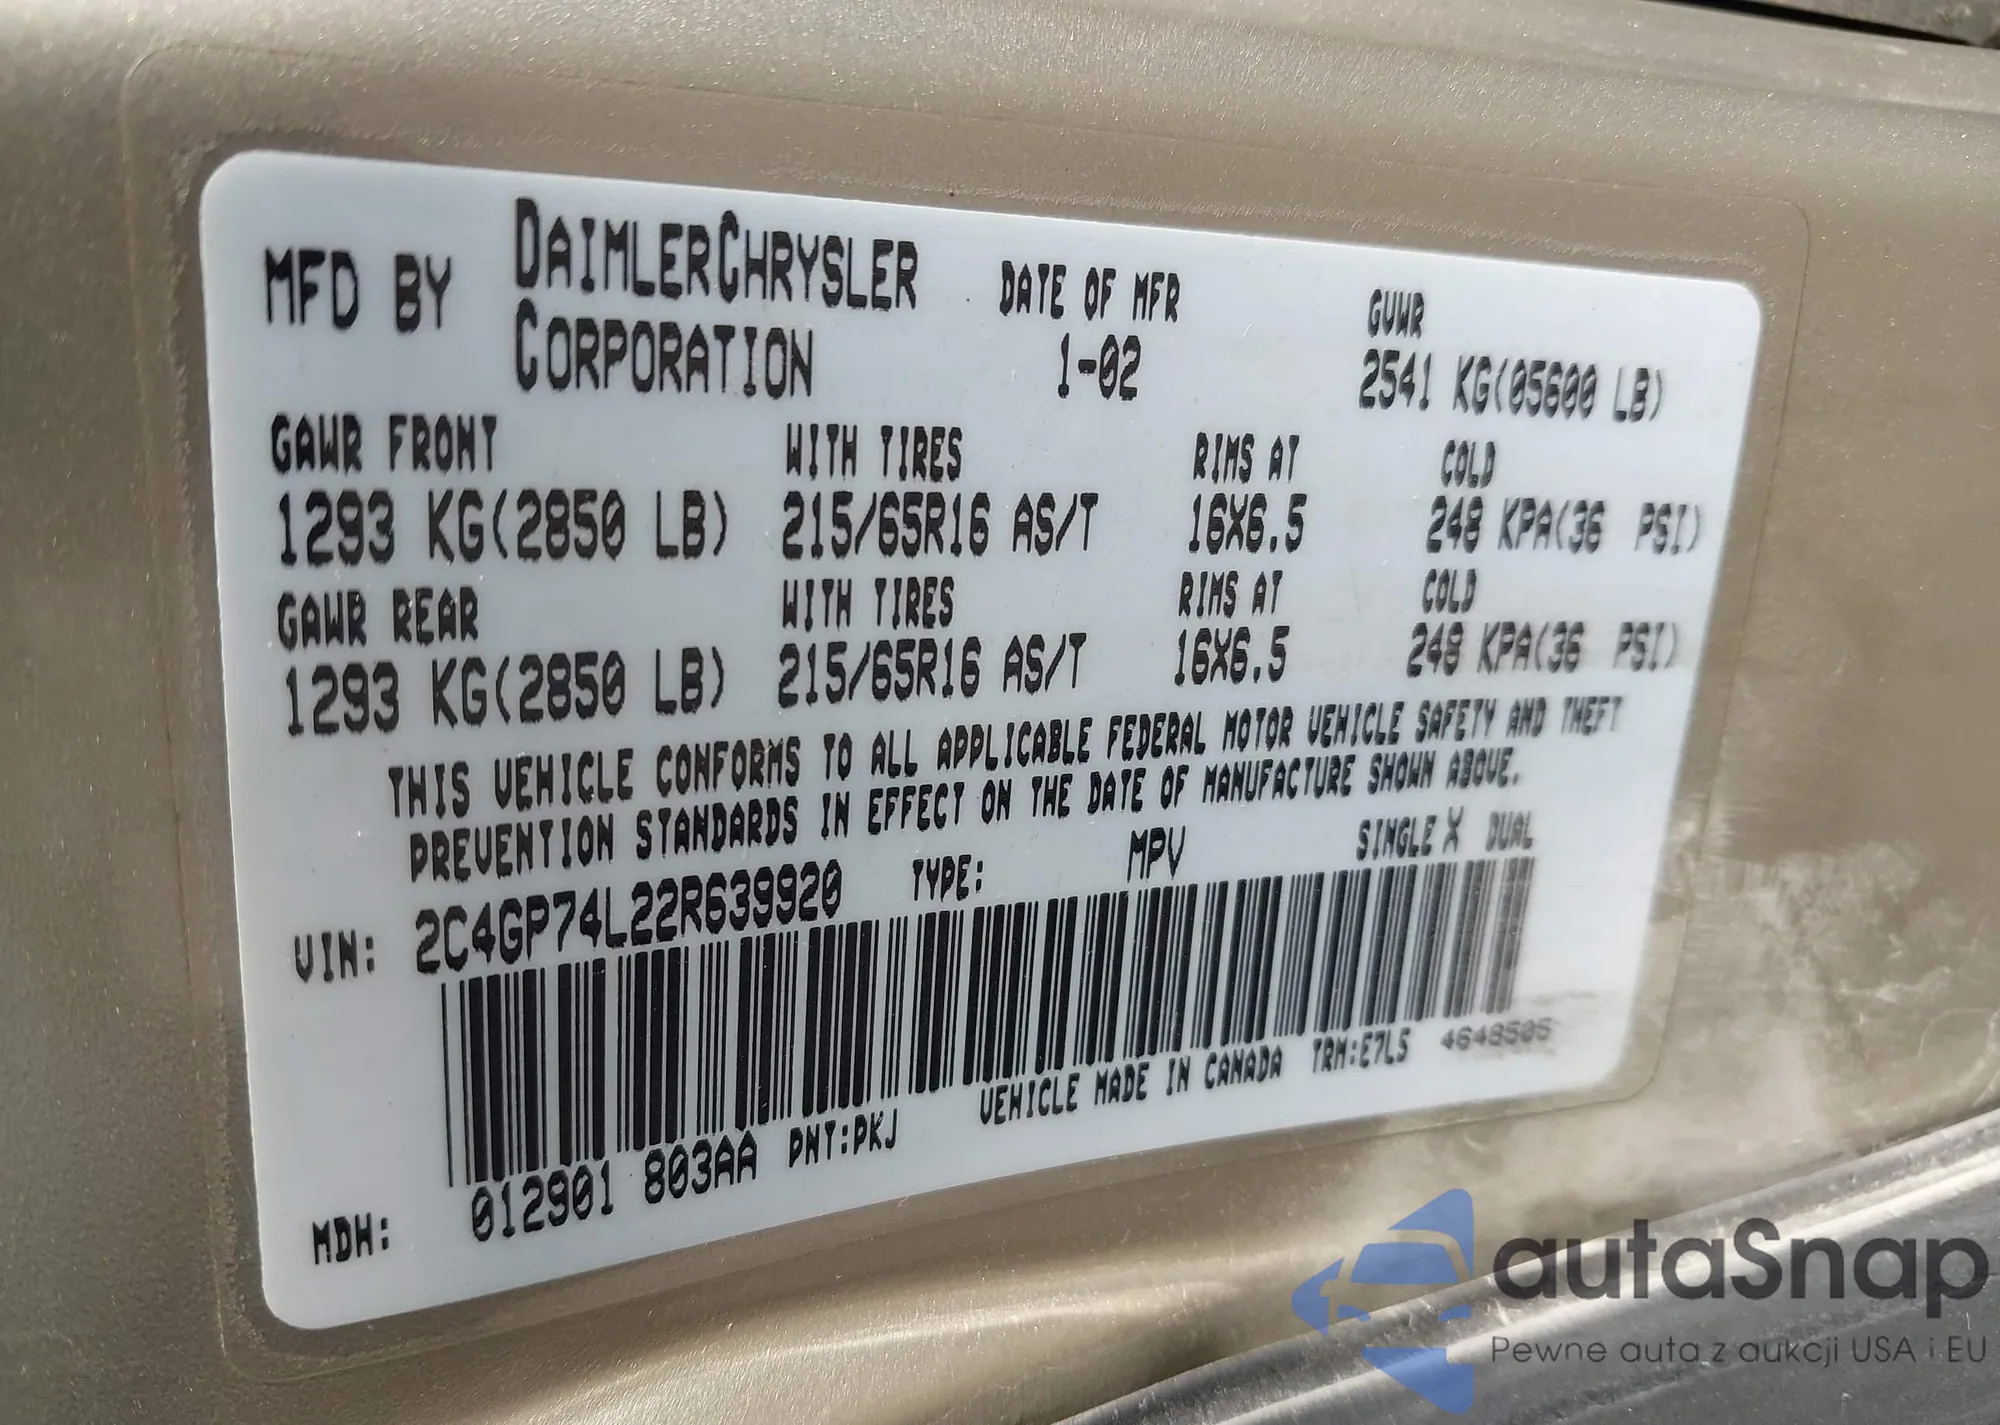 MFD BY DAIMLERCHRYSLER CORPORATION DATE OF MFR 1-02 GVWR 2541 KG(05600 LB)
GAWR FRONT WITH TIRES RIMS AT COLD
1293 KG(2850 LB) 215/65R16 AS/T 16X6.5 248 KPA(36 PSI)
GAWR REAR WITH TIRES RIMS AT COLD
1293 KG(2850 LB) 215/65R16 AS/T 16X6.5 248 KPA(36 PSI)
THIS VEHICLE CONFORMS TO ALL APPLICABLE FEDERAL MOTOR VEHICLE SAFETY AND THEFT
PREVENTION STANDARDS IN EFFECT ON THE DATE OF MANUFACTURE SHOWN ABOVE.
VIN: 2C4GP74L22R639920 TYPE: MPV SINGLE X DUAL
MDH: 012901 803AA PNT:PKJ VEHICLE MADE IN CANADA TRM:E7L5 4648505
autaSnap
Pewne auta z aukcji USA i EU